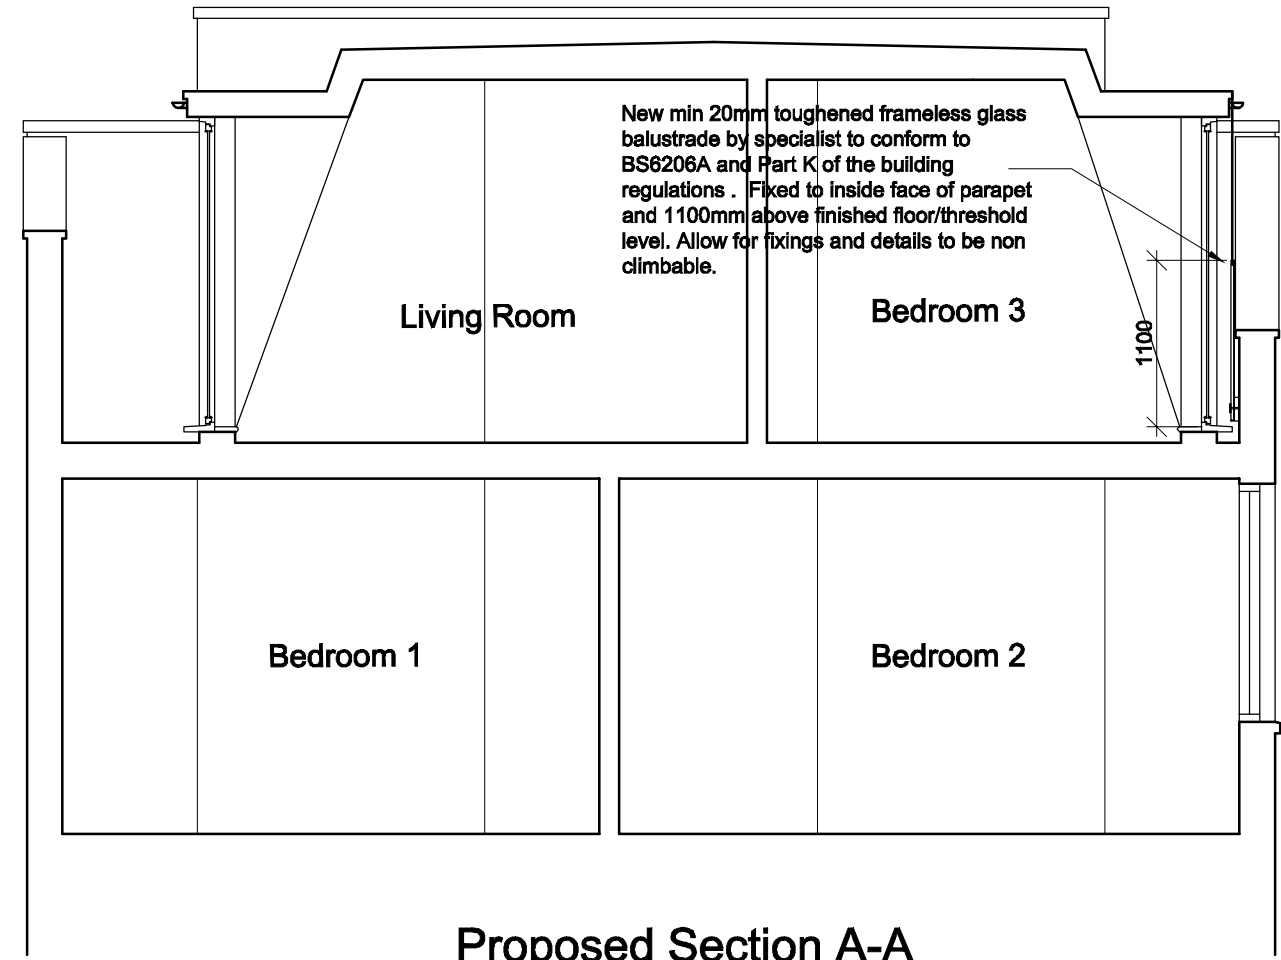 New min 20mm toughened frameless glass
balustrade by specialist to conform to
BS6206A and Part K of the building
regulations . Fixed to inside face of parapet
and 1100mm above finished floor/threshold
level. Allow for fixings and details to be non
climbable.
Living Room
Bedroom 3
1100
Bedroom 1
Bedroom 2
Proposed Section A-A